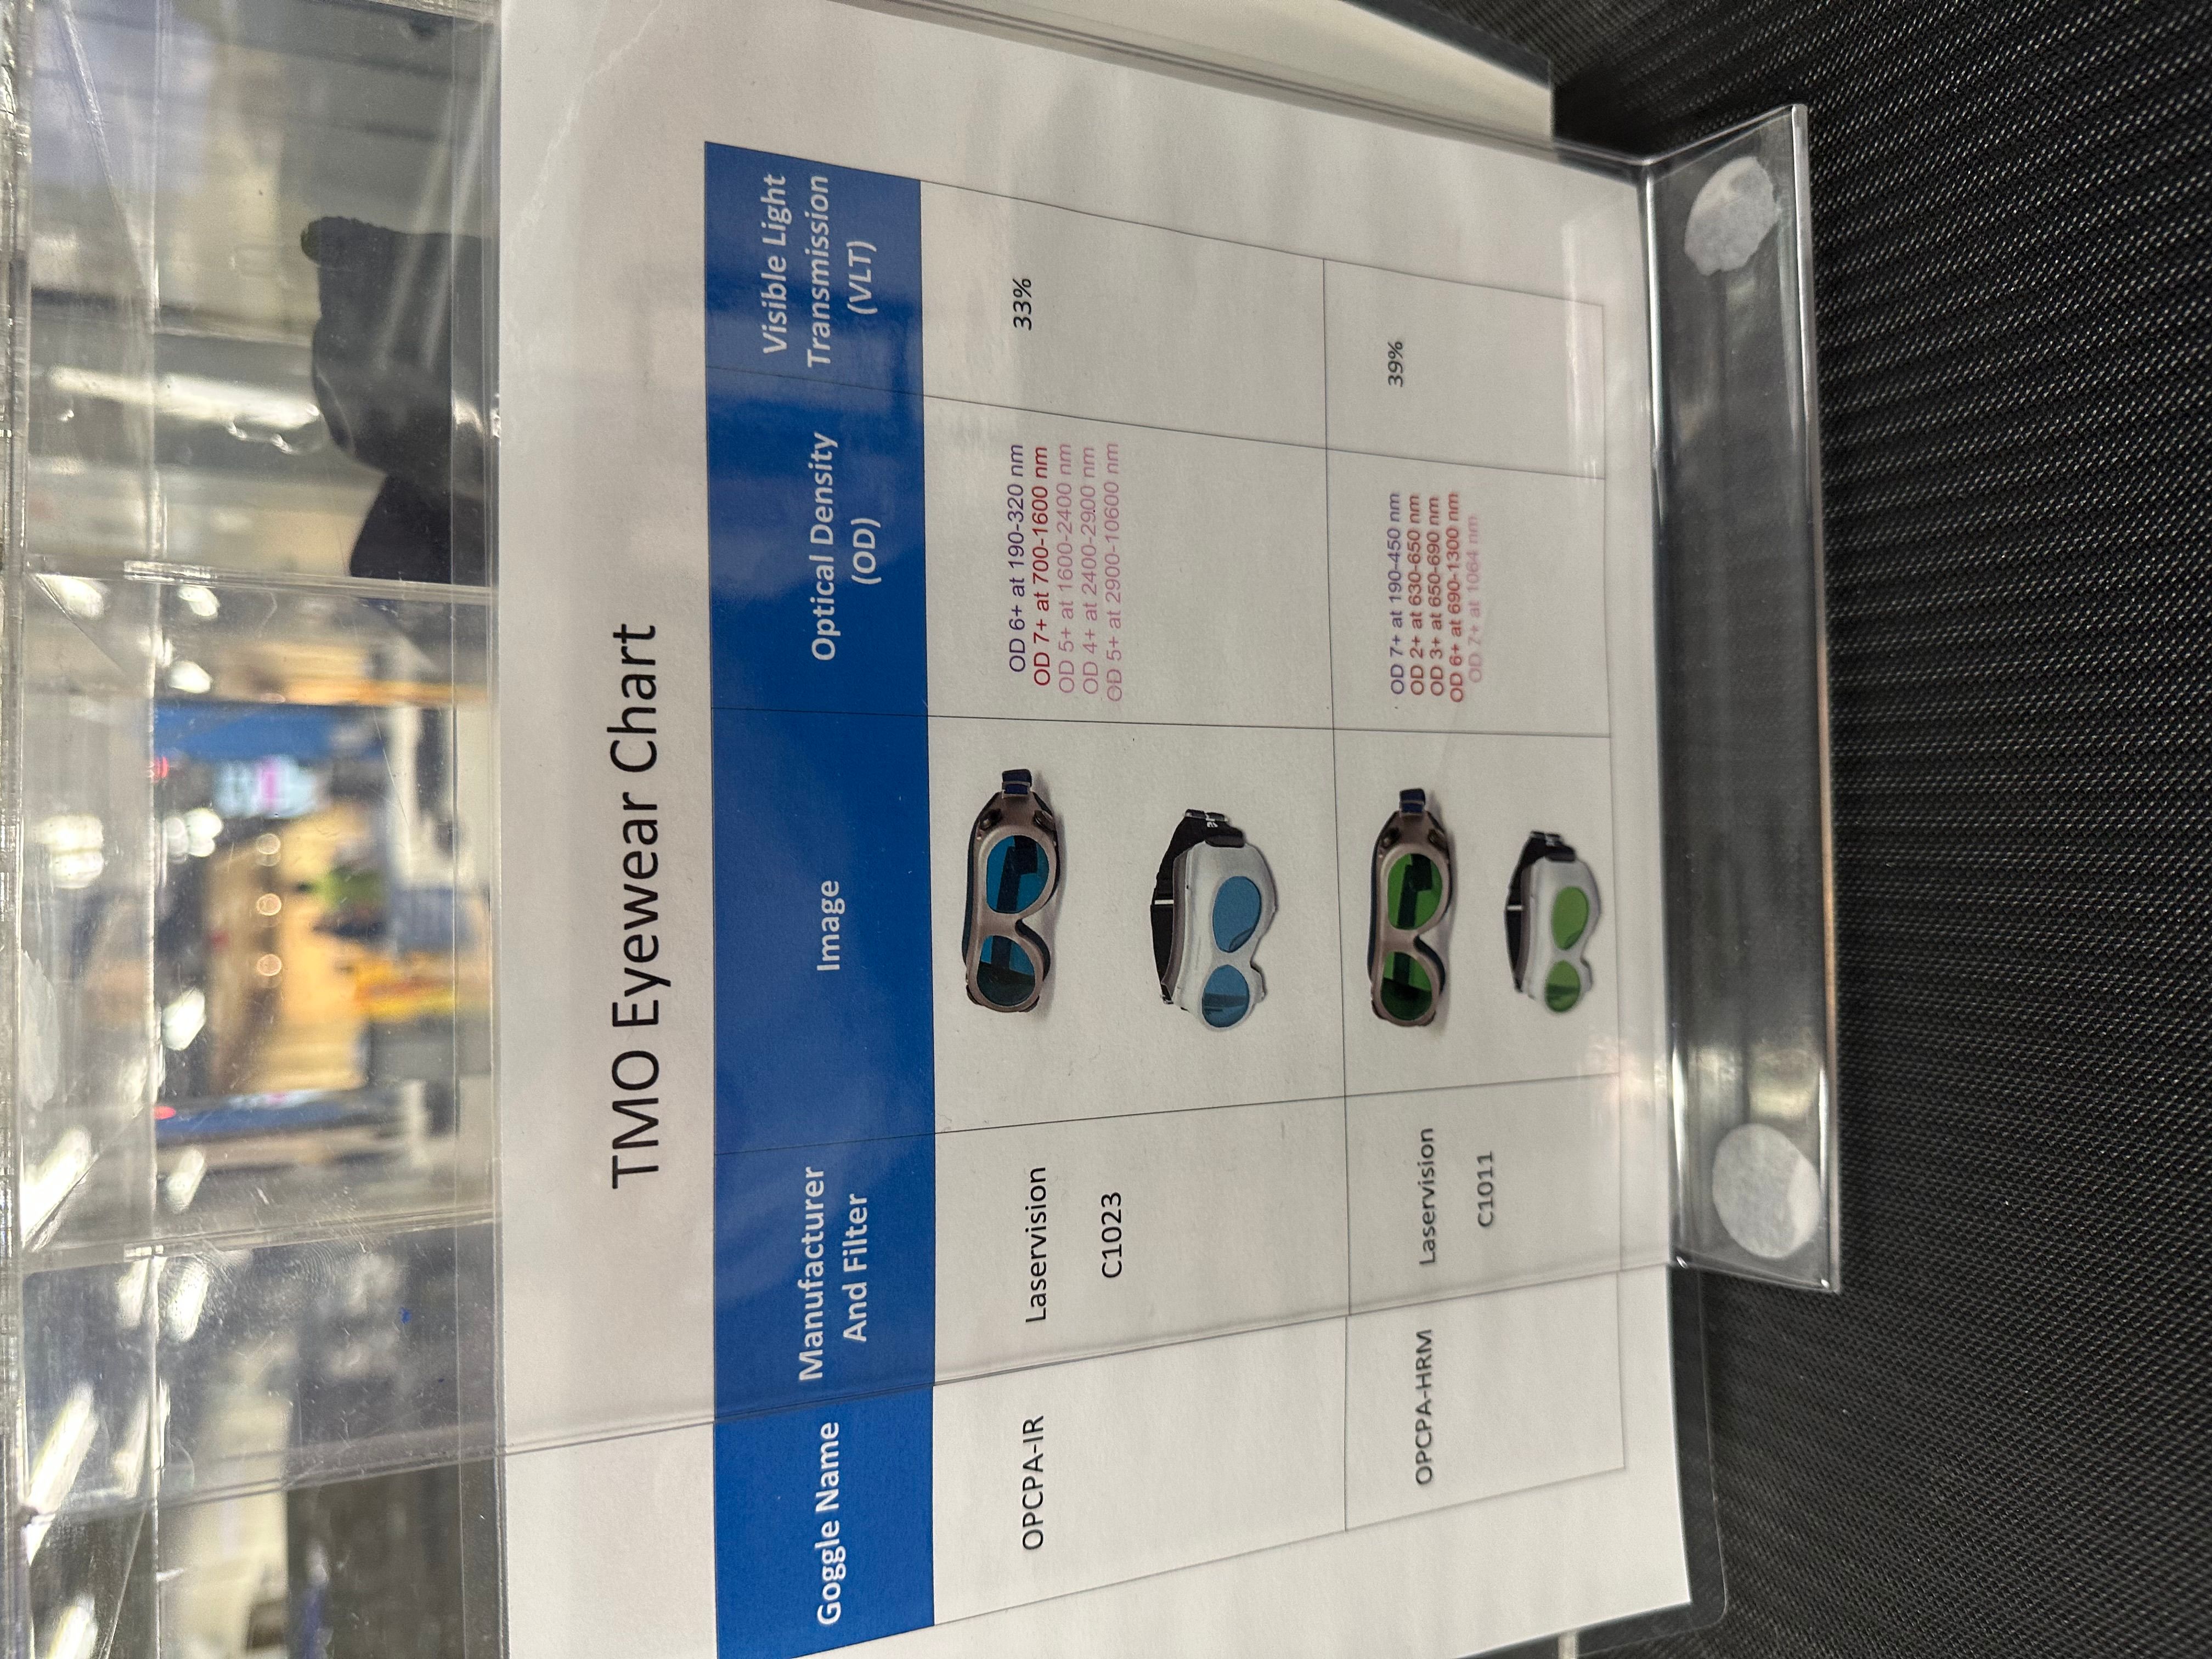 TMO Eyewear Chart
Goggle Name
Manufacturer
And Filter
Image
Optical Density
(OD)
Visible Light
Transmission
(VLT)
OPCPA-IR
Laservision
C1023
OD 6+ at 190-320 nm
OD 7+ at 700-1600 nm
OD 5+ at 1600-2400 nm
OD 4+ at 2400-2900 nm
OD 5+ at 2900-10600 nm
33%
OPCPA-HRM
Laservision
C1011
OD 7+ at 190-450 nm
OD 2+ at 630-650 nm
OD 3+ at 650-690 nm
OD 6+ at 690-1300 nm
OD 7+ at 1064 nm
39%